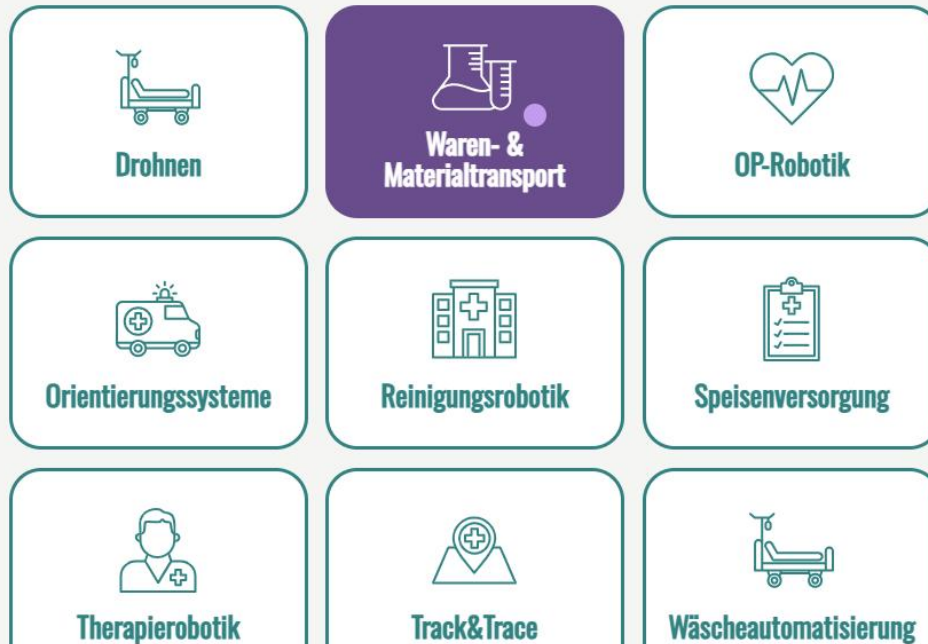 Drohnen
Waren- &
Materialtransport
OP-Robotik
Orientierungssysteme
Reinigungsrobotik
Speisenversorgung
Therapierobotik
Track&Trace
Wäscheautomatisierung